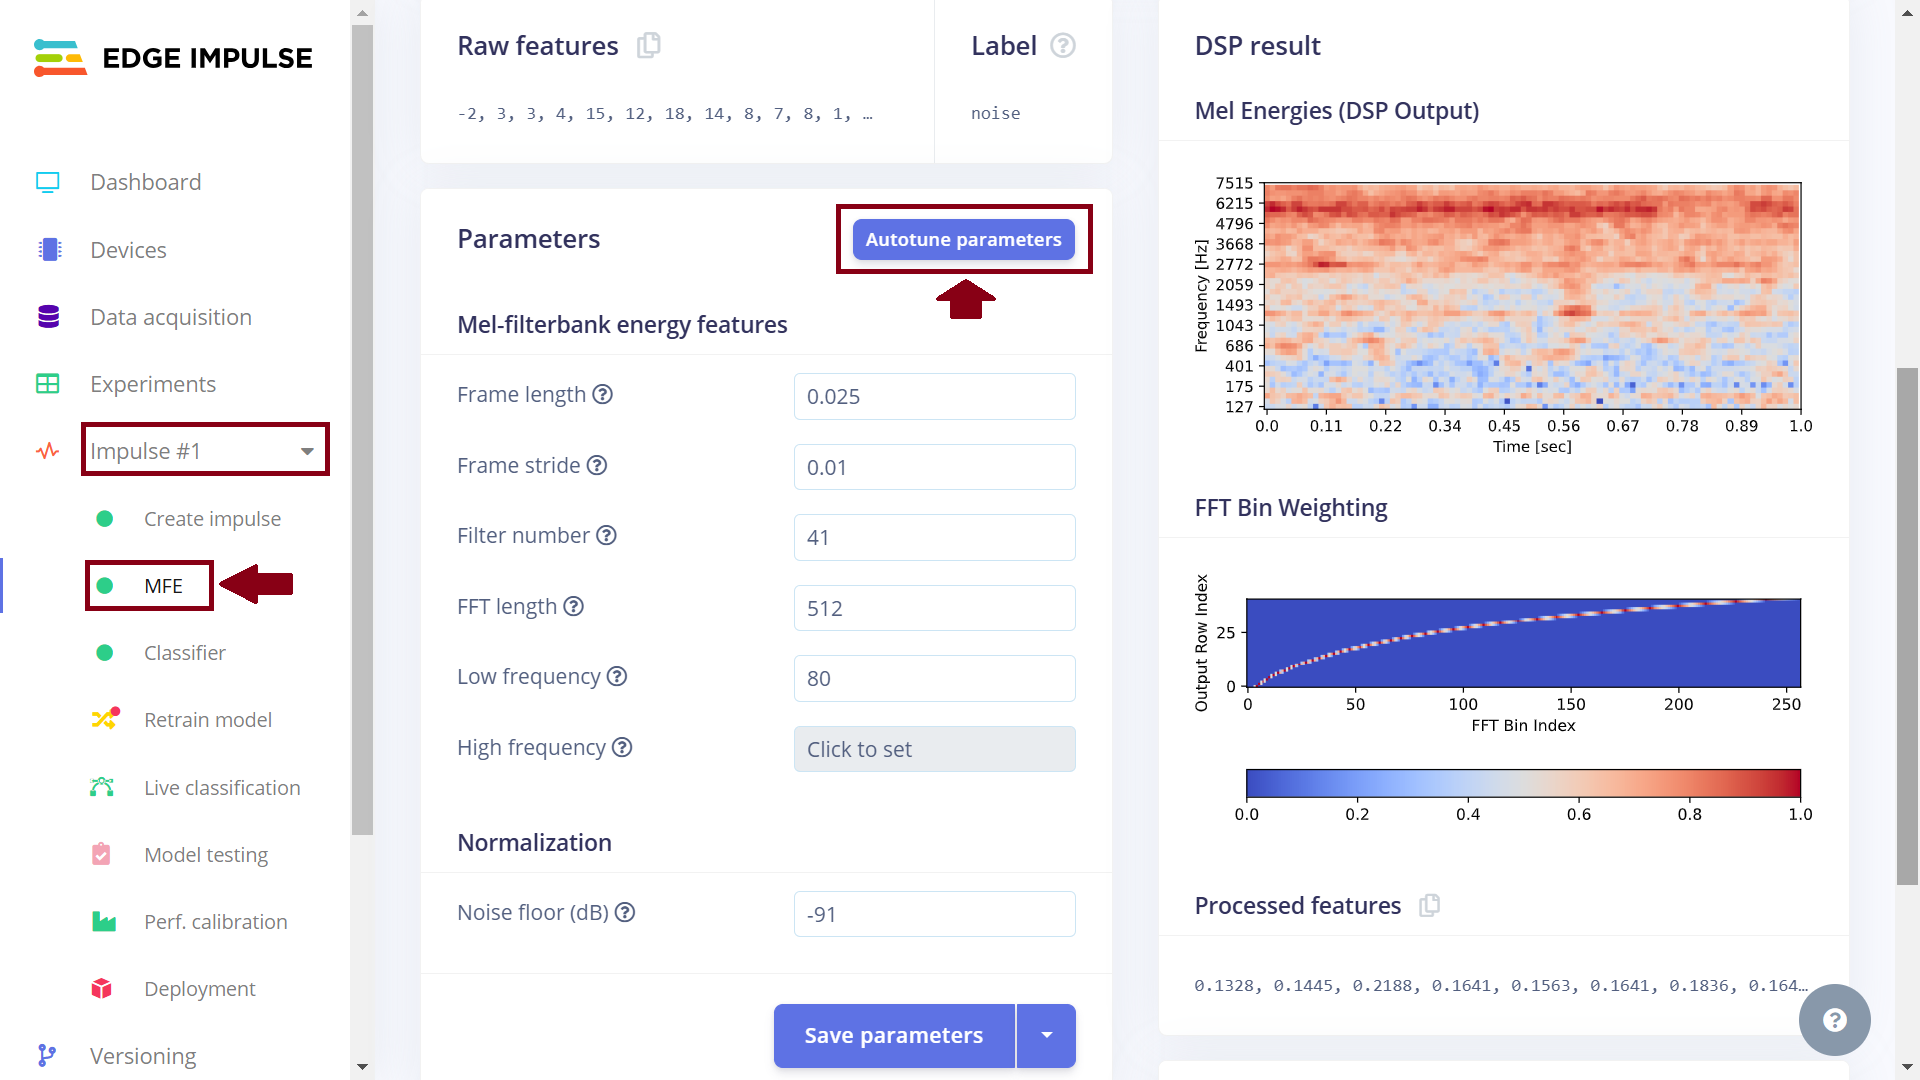 EDGE IMPULSE
Dashboard
Devices
Data acquisition
Experiments
Impulse #1
Create impulse
MFE
Classifier
Retrain model
Live classification
Model testing
Perf. calibration
Deployment
Versioning
Raw features
-2, 3, 3, 4, 15, 12, 18, 14, 8, 7, 8, 1, …
Label ?
noise
Parameters
Autotune parameters
Mel-filterbank energy features
Frame length ? 0.025
Frame stride ? 0.01
Filter number ? 41
FFT length ? 512
Low frequency ? 80
High frequency ? Click to set
Normalization
Noise floor (dB) ? -91
Save parameters
DSP result
Mel Energies (DSP Output)
Frequency [Hz]
7515
6215
4796
3668
2772
2059
1493
1043
686
401
175
127
0.0 0.11 0.22 0.34 0.45 0.56 0.67 0.78 0.89 1.0
Time [sec]
FFT Bin Weighting
Output Row Index
25
0
0 50 100 150 200 250
FFT Bin Index
0.0 0.2 0.4 0.6 0.8 1.0
Processed features
0.1328, 0.1445, 0.2188, 0.1641, 0.1563, 0.1641, 0.1836, 0.164…
?